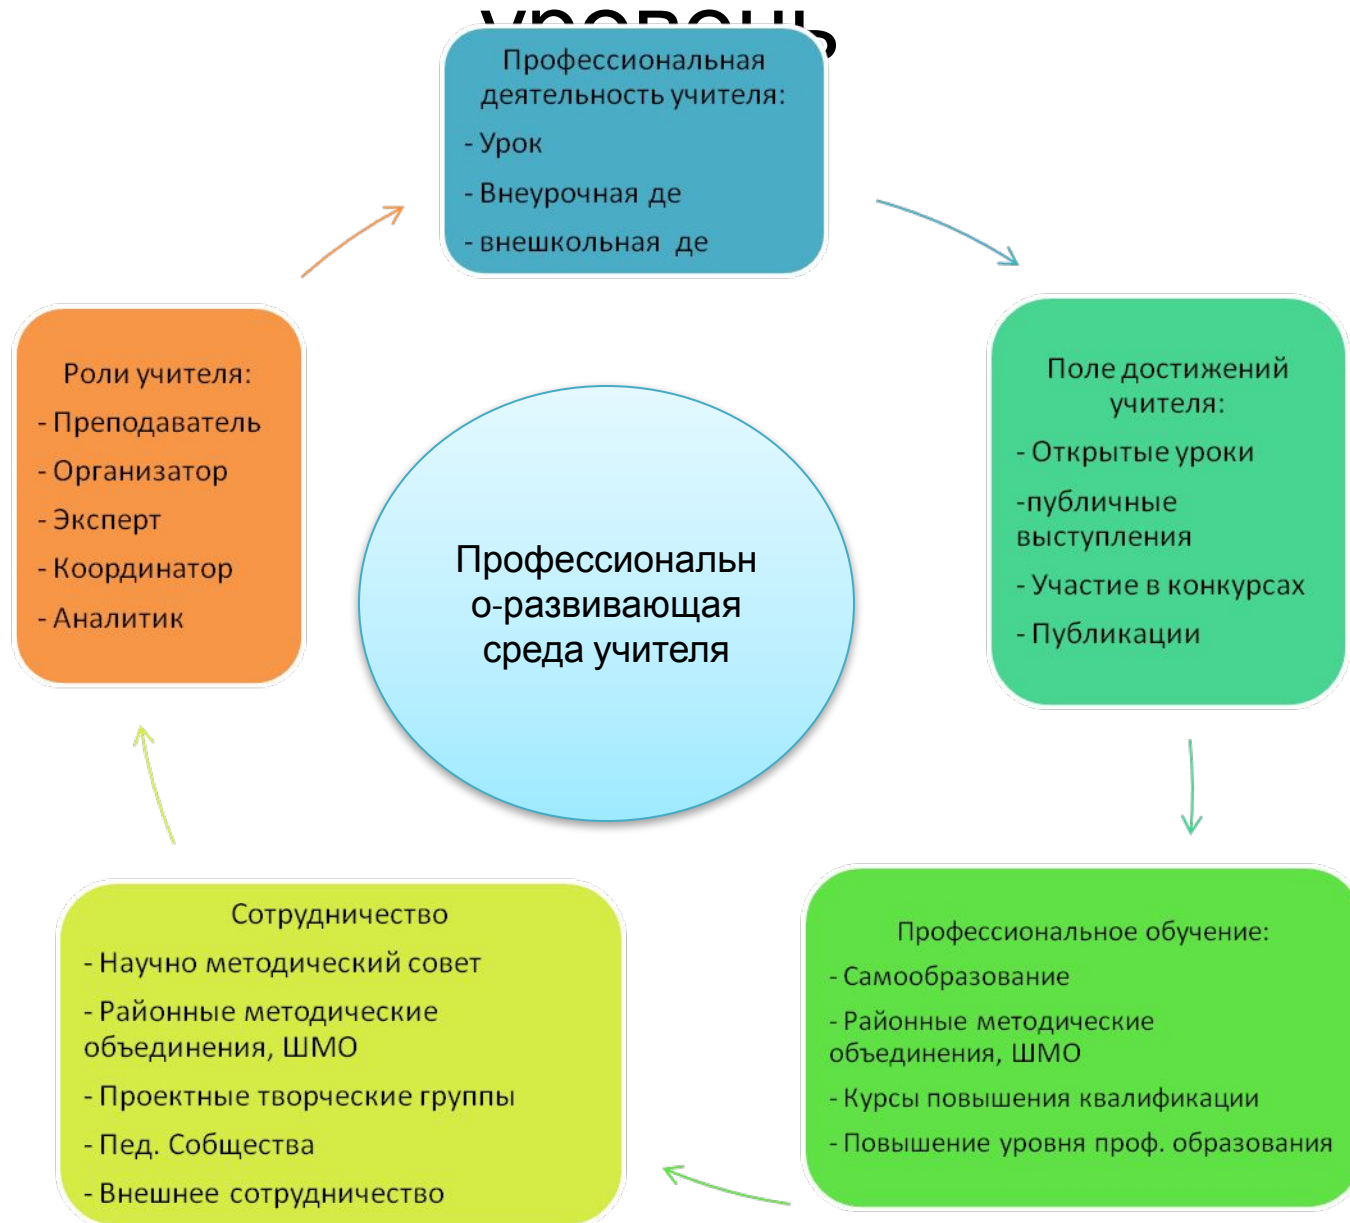 уровень
Профессиональная
деятельность учителя:
- Урок
- Внеурочная де
- внешкольная де
Поле достижений
учителя:
- Открытые уроки
-публичные
выступления
- Участие в конкурсах
- Публикации
Профессиональное обучение:
- Самообразование
- Районные методические
объединения, ШМО
- Курсы повышения квалификации
- Повышение уровня проф. образования
Сотрудничество
- Научно методический совет
- Районные методические
объединения, ШМО
- Проектные творческие группы
- Пед. Собщества
- Внешнее сотрудничество
Роли учителя:
- Преподаватель
- Организатор
- Эксперт
- Координатор
- Аналитик
Профессиональн
о-развивающая
среда учителя